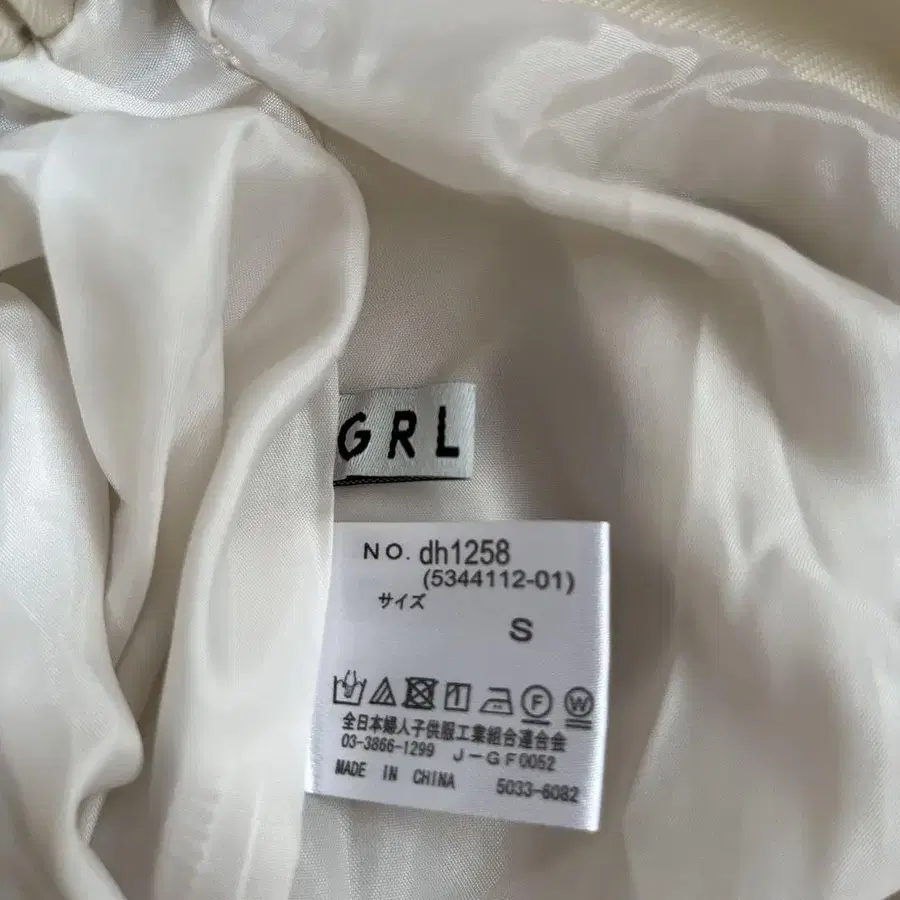 GRL
NO. dh1258
(5344112-01)
サイズ
S
F W
全日本婦人子供服工業組合連合会
03-3866-1299 J-GF0052
MADE IN CHINA 5033-6082